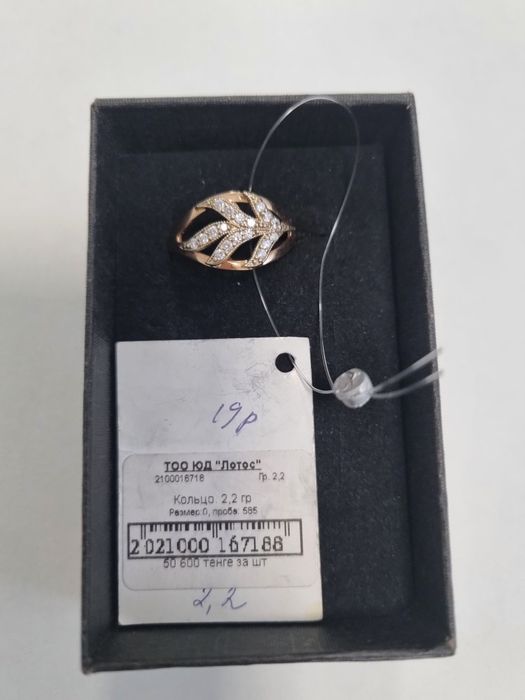 19р
ТОО ЮД "Лотос"
2100016718 Гр. 2,2
Кольцо. 2,2 гр
Размер:0, проба: 585
2 021000 167188
50 600 тенге за шт
2,2